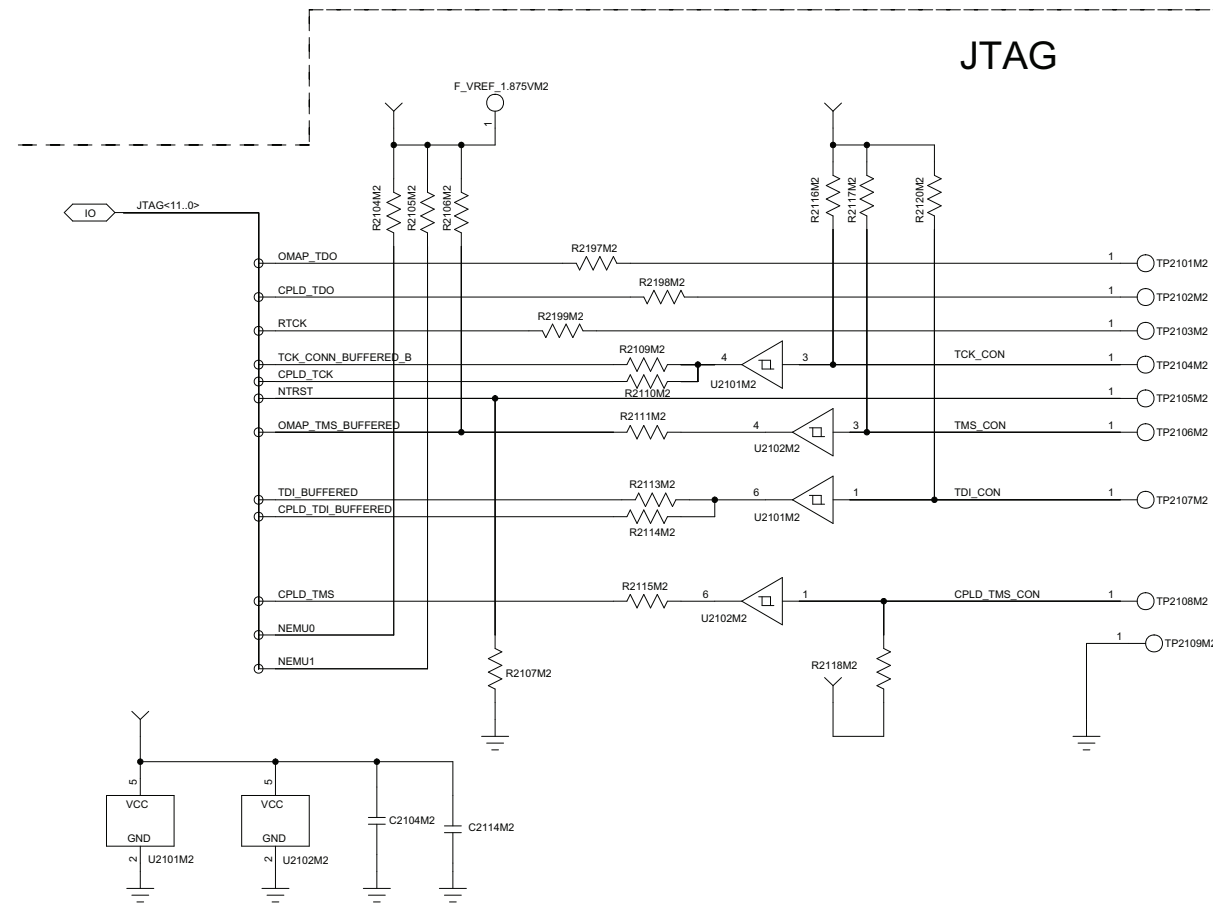 JTAG
F_VREF_1.875VM2
1
R2104M2
R2105M2
R2106M2
R2116M2
R2117M2
R2120M2
IO
JTAG<11..0>
OMAP_TDO
R2197M2
1
TP2101M2
CPLD_TDO
R2198M2
1
TP2102M2
RTCK
R2199M2
1
TP2103M2
TCK_CONN_BUFFERED_B
R2109M2
4
U2101M2
3
TCK_CON
1
TP2104M2
CPLD_TCK
R2110M2
NTRST
1
TP2105M2
OMAP_TMS_BUFFERED
R2111M2
4
U2102M2
3
TMS_CON
1
TP2106M2
TDI_BUFFERED
R2113M2
6
U2101M2
1
TDI_CON
1
TP2107M2
CPLD_TDI_BUFFERED
R2114M2
CPLD_TMS
R2115M2
6
U2102M2
1
CPLD_TMS_CON
1
TP2108M2
NEMU0
1
TP2109M2
NEMU1
R2107M2
R2118M2
5
VCC
GND
2
U2101M2
5
VCC
GND
2
U2102M2
C2104M2
C2114M2